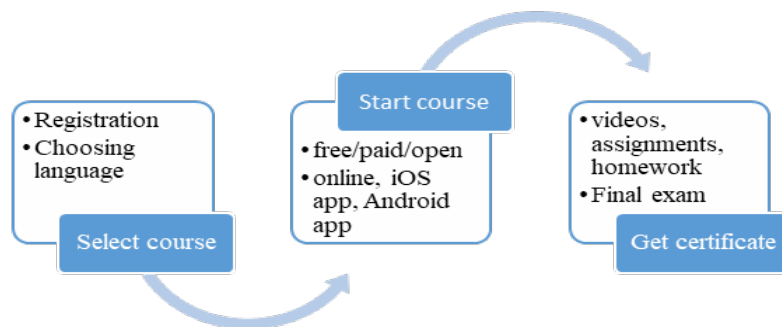 • Registration
• Choosing
language
Select course
Start course
• free/paid/open
• online, iOS
app, Android
app
• videos,
assignments,
homework
• Final exam
Get certificate